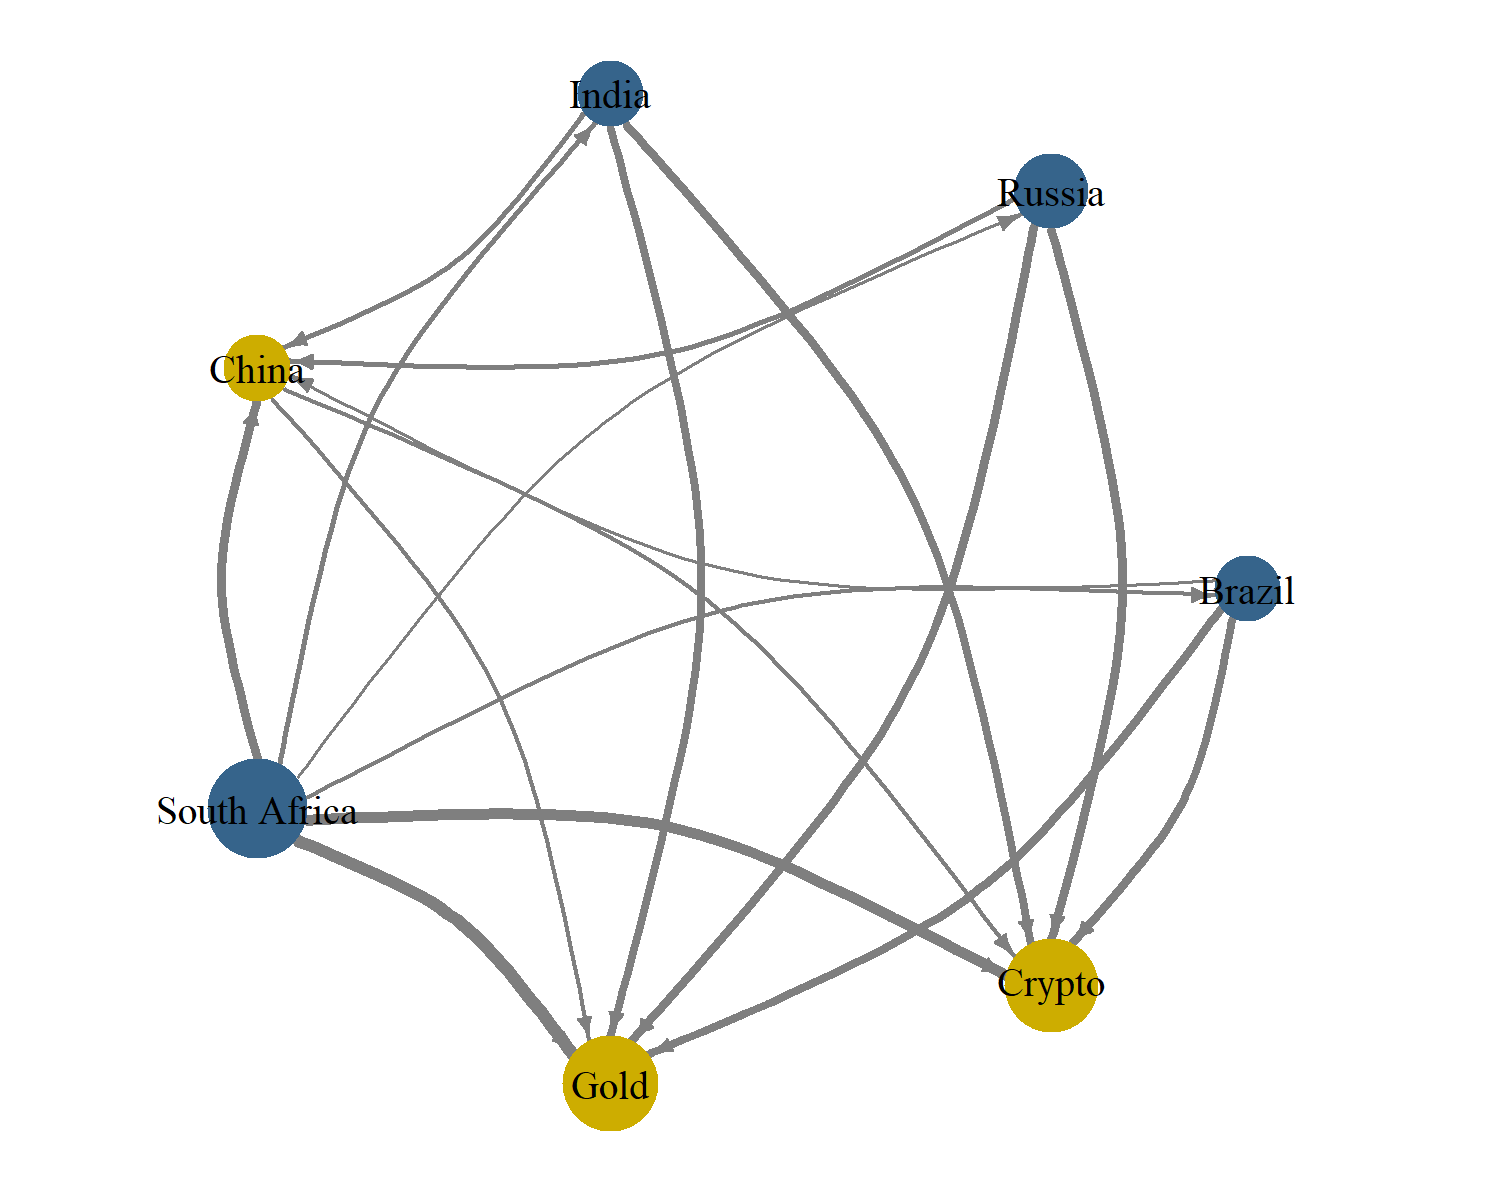 India
Russia
China
Brazil
South Africa
Crypto
Gold